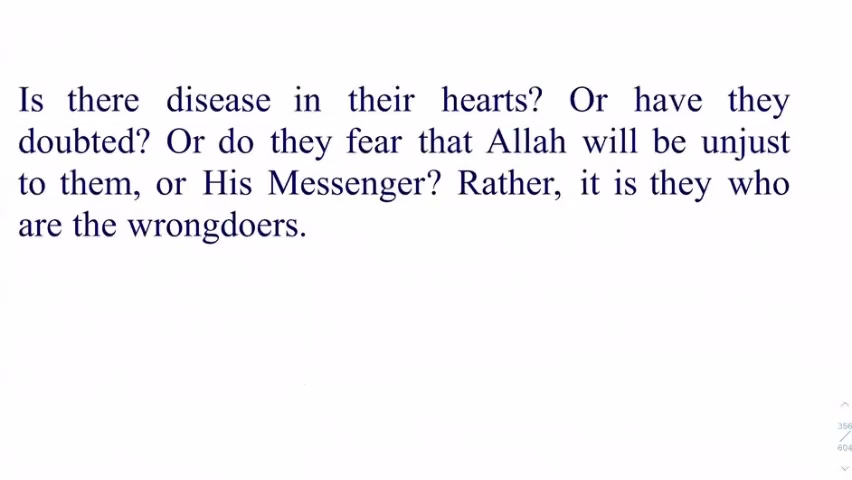 Is there disease in their hearts? Or have they
doubted? Or do they fear that Allah will be unjust
to them, or His Messenger? Rather, it is they who
are the wrongdoers.
356
604